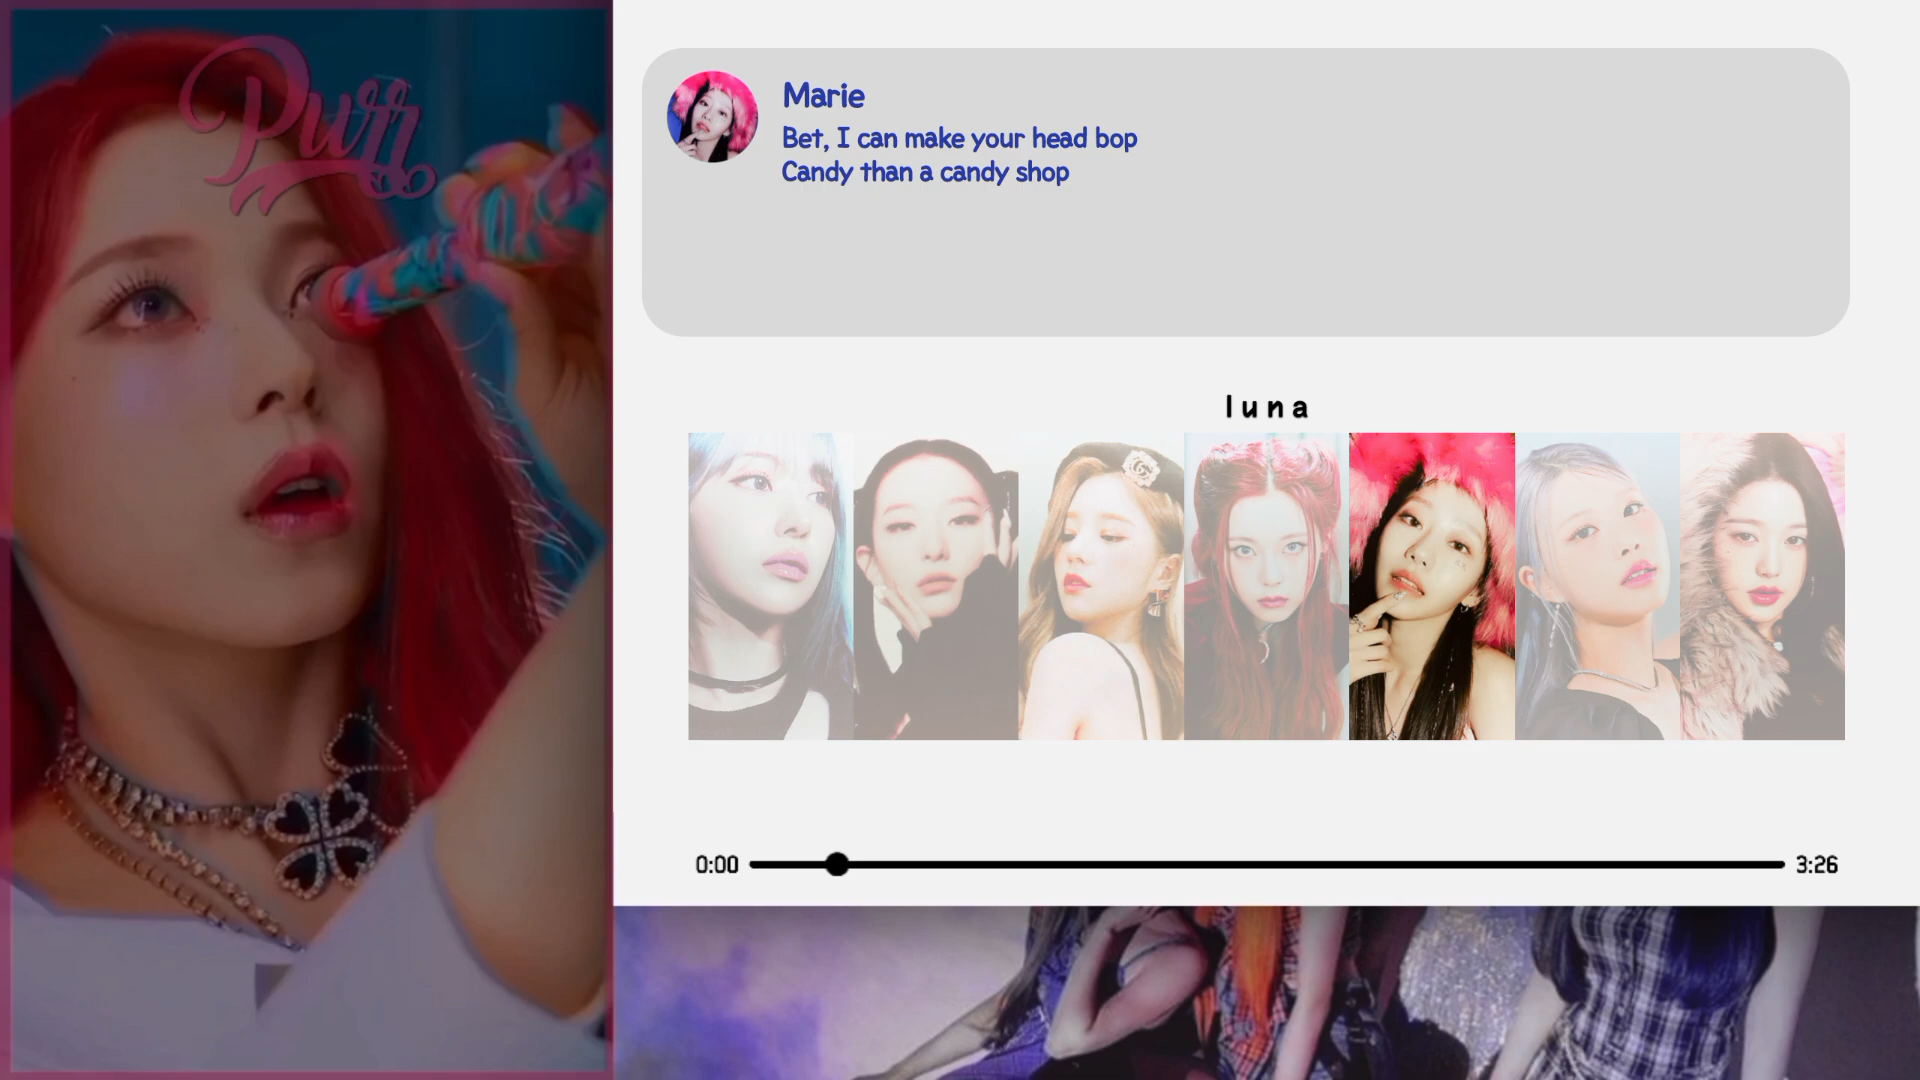 Purr
Marie
Bet, I can make your head bop
Candy than a candy shop
luna
0:00
3:26